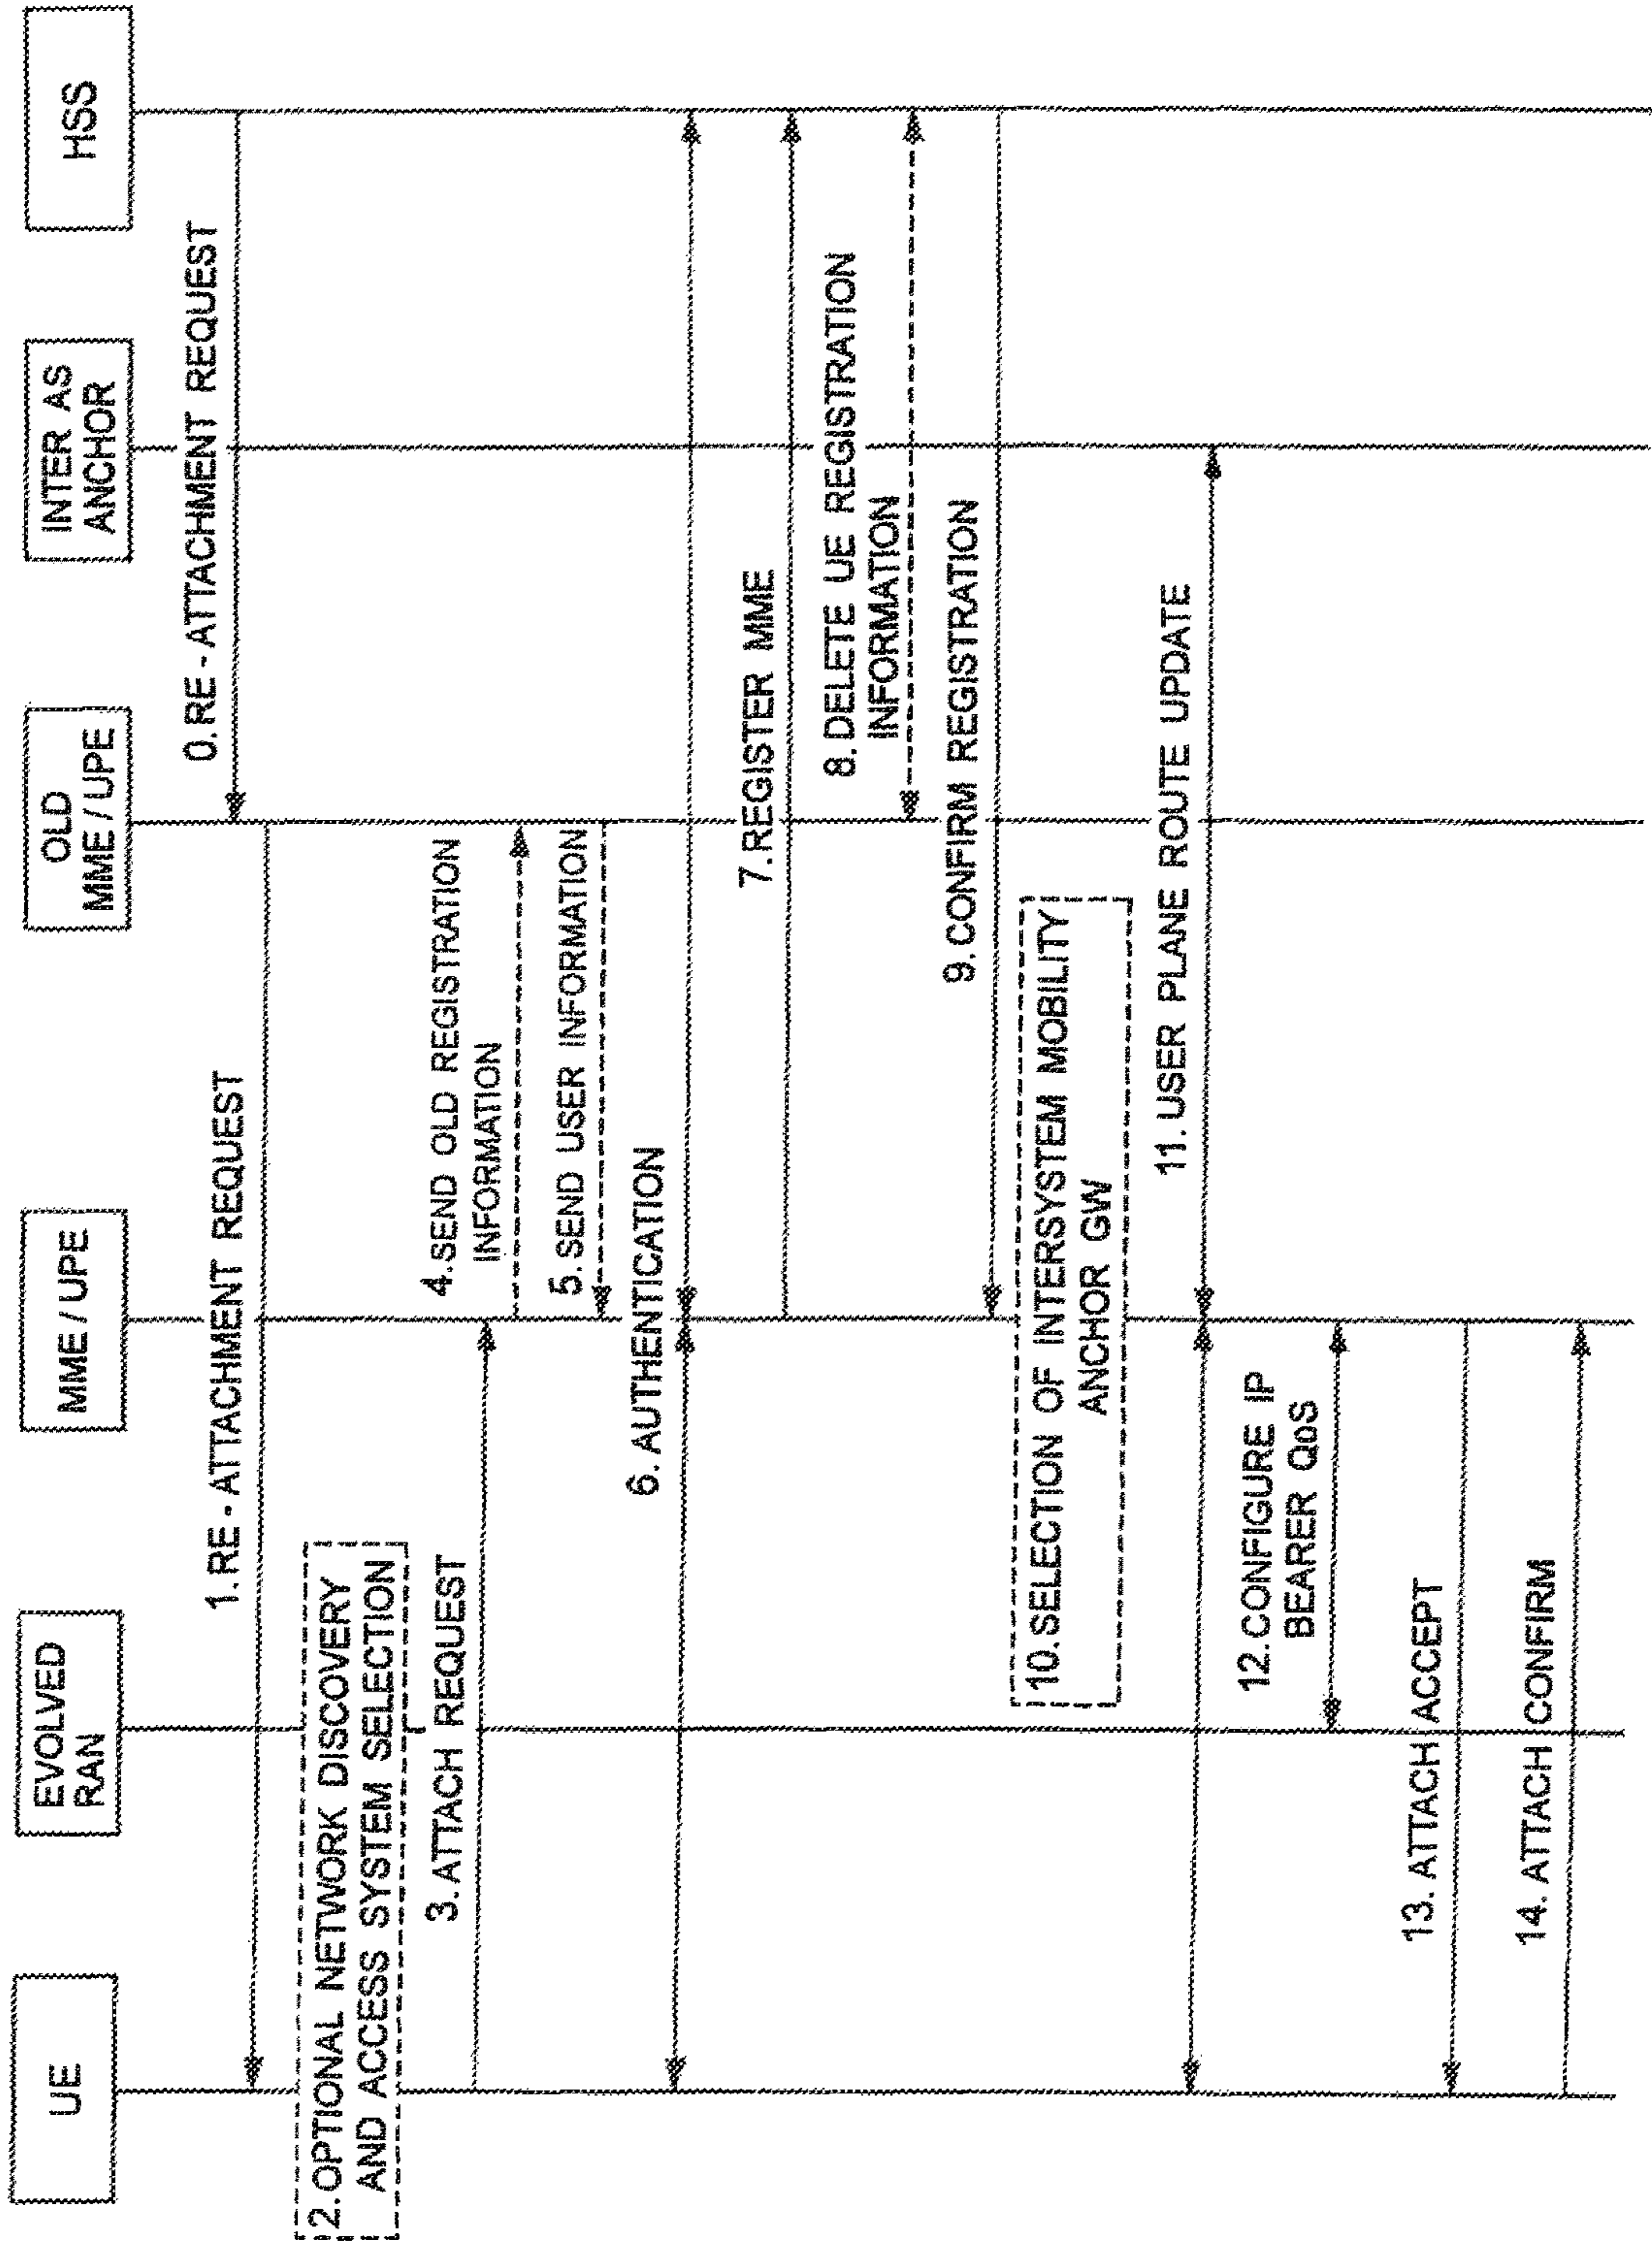 UE
EVOLVED
RAN
MME / UPE
OLD
MME / UPE
INTER AS
ANCHOR
HSS
0. RE - ATTACHMENT REQUEST
1. RE - ATTACHMENT REQUEST
2. OPTIONAL NETWORK DISCOVERY
AND ACCESS SYSTEM SELECTION
3. ATTACH REQUEST
4. SEND OLD REGISTRATION
INFORMATION
5. SEND USER INFORMATION
6. AUTHENTICATION
7. REGISTER MME
8. DELETE UE REGISTRATION
INFORMATION
9. CONFIRM REGISTRATION
10. SELECTION OF INTERSYSTEM MOBILITY
ANCHOR GW
11. USER PLANE ROUTE UPDATE
12. CONFIGURE IP
BEARER QoS
13. ATTACH ACCEPT
14. ATTACH CONFIRM